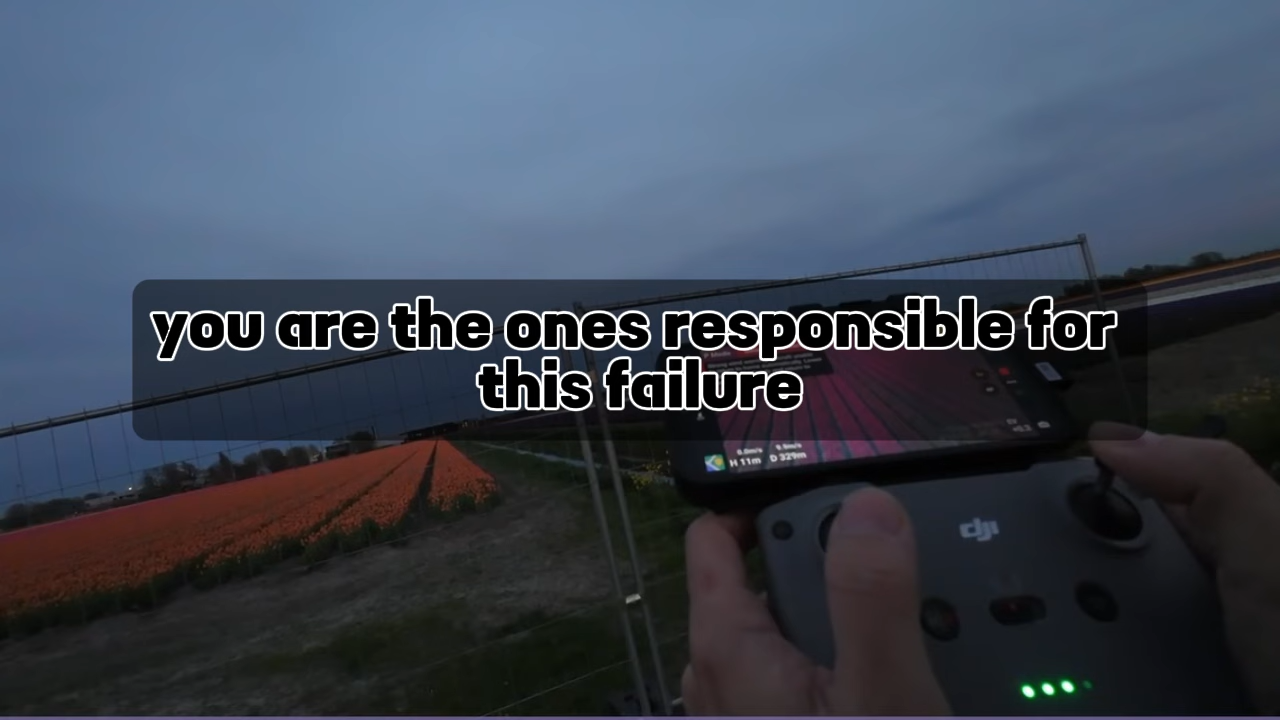 you are the ones responsible for
this failure
H 11m D 329m
dji